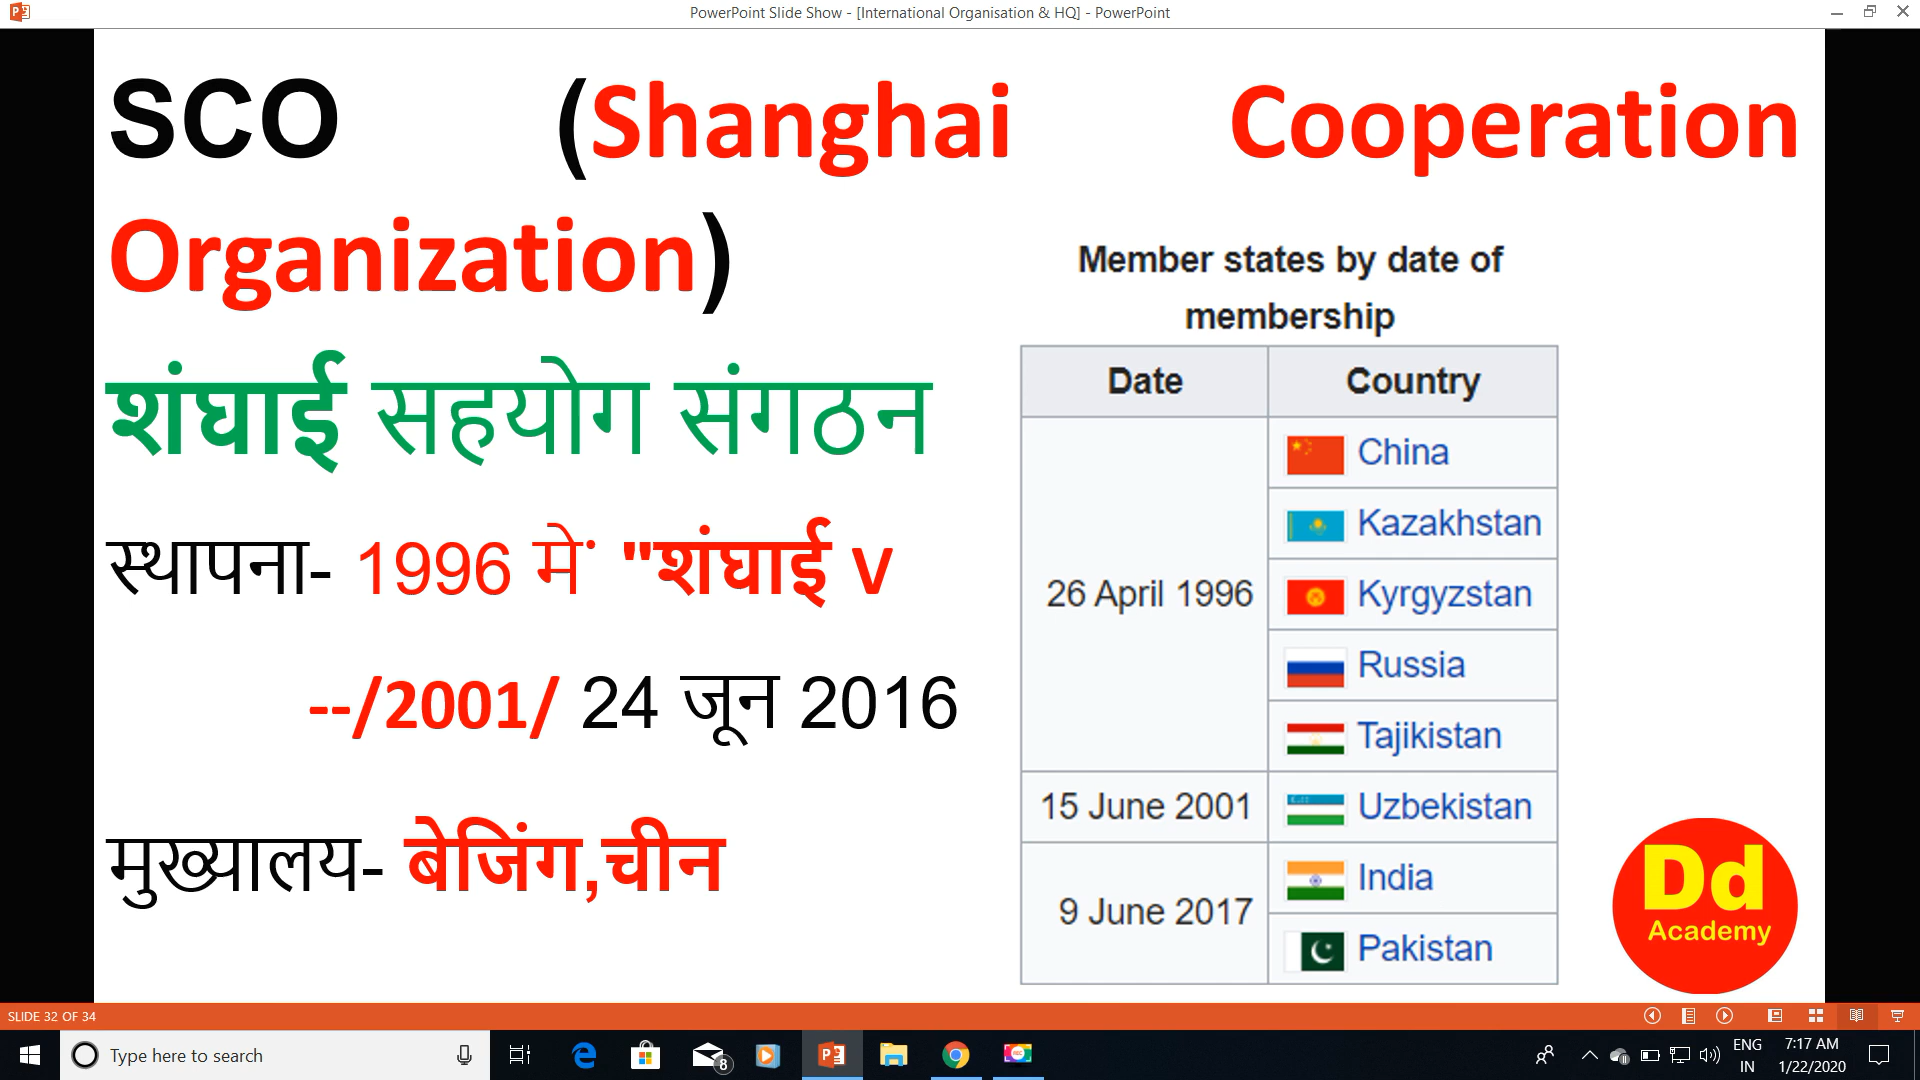 PowerPoint Slide Show - [International Organisation & HQ] - PowerPoint
SCO (Shanghai Cooperation
Organization)
शंघाई सहयोग संगठन
स्थापना- 1996 में "शंघाई V
--/2001/ 24 जून 2016
मुख्यालय- बेजिंग,चीन
Member states by date of
membership
Date Country
26 April 1996
China
Kazakhstan
Kyrgyzstan
Russia
Tajikistan
15 June 2001 Uzbekistan
9 June 2017
India
Pakistan
Dd
Academy
SLIDE 32 OF 34
Type here to search
8
ENG
IN
7:17 AM
1/22/2020